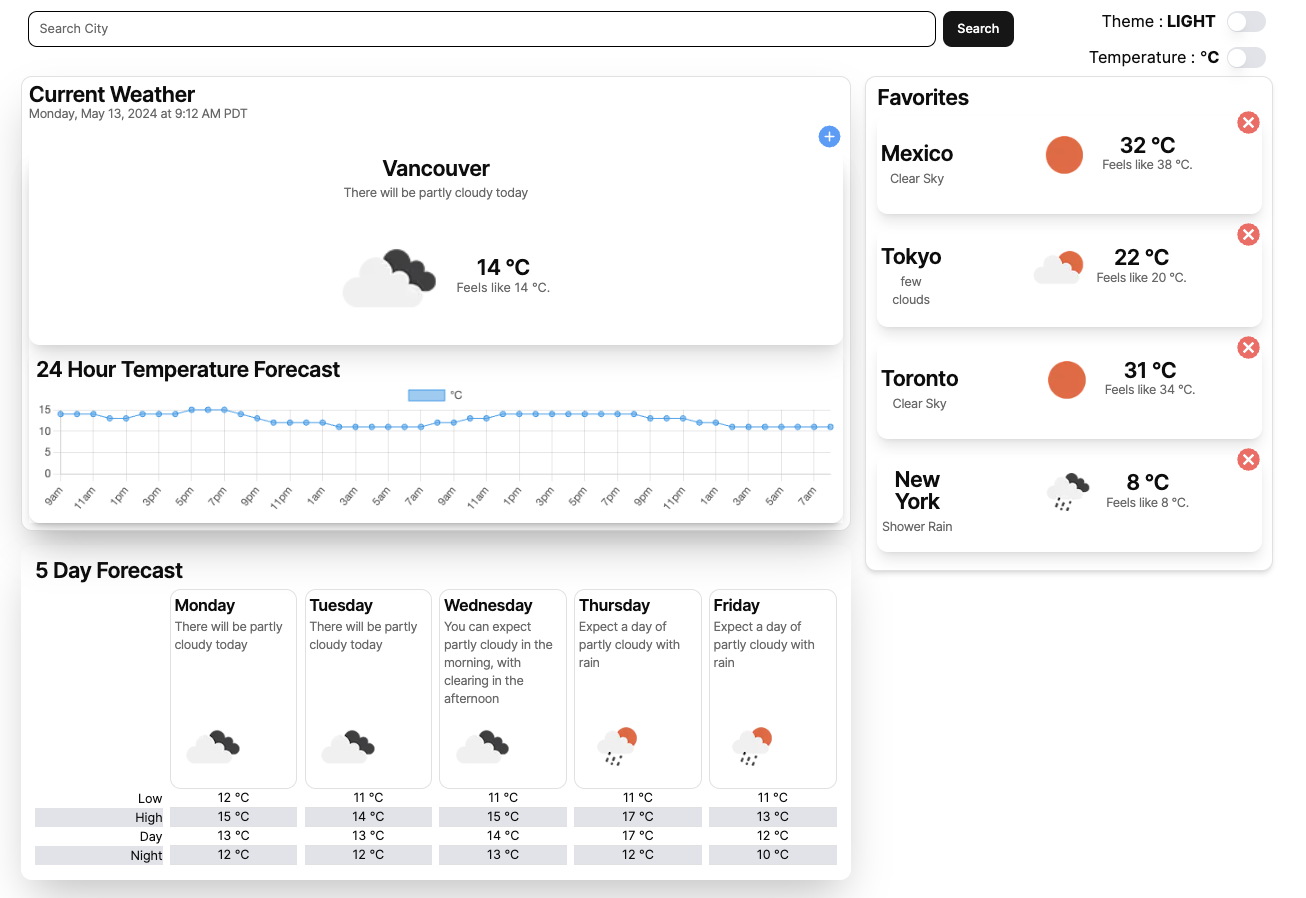 Search City
Search
Theme : LIGHT
Temperature : °C
Current Weather
Monday, May 13, 2024 at 9:12 AM PDT
Vancouver
There will be partly cloudy today
14 °C
Feels like 14 °C.
24 Hour Temperature Forecast
°C
15
10
5
0
9am 11am 1pm 3pm 5pm 7pm 9pm 11pm 1am 3am 5am 7am 9am 11am 1pm 3pm 5pm 7pm 9pm 11pm 1am 3am 5am 7am
5 Day Forecast
Monday
There will be partly
cloudy today
Tuesday
There will be partly
cloudy today
Wednesday
You can expect
partly cloudy in the
morning, with
clearing in the
afternoon
Thursday
Expect a day of
partly cloudy with
rain
Friday
Expect a day of
partly cloudy with
rain
Low 12 °C 11 °C 11 °C 11 °C 11 °C
High 15 °C 14 °C 15 °C 17 °C 13 °C
Day 13 °C 13 °C 14 °C 17 °C 12 °C
Night 12 °C 12 °C 13 °C 12 °C 10 °C
Favorites
Mexico
Clear Sky
32 °C
Feels like 38 °C.
Tokyo
few
clouds
22 °C
Feels like 20 °C.
Toronto
Clear Sky
31 °C
Feels like 34 °C.
New
York
Shower Rain
8 °C
Feels like 8 °C.